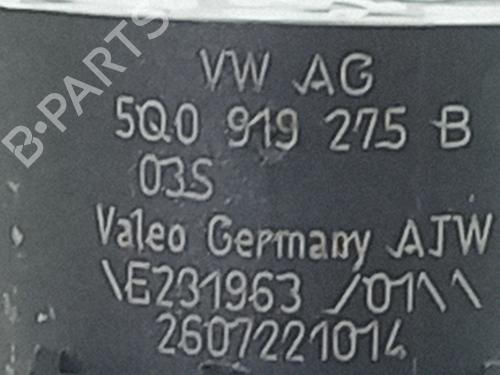 VW AG
5Q0 919 275 B
03S
Valeo Germany AJW
\E231963 /01\\
2607221014
B-PARTS